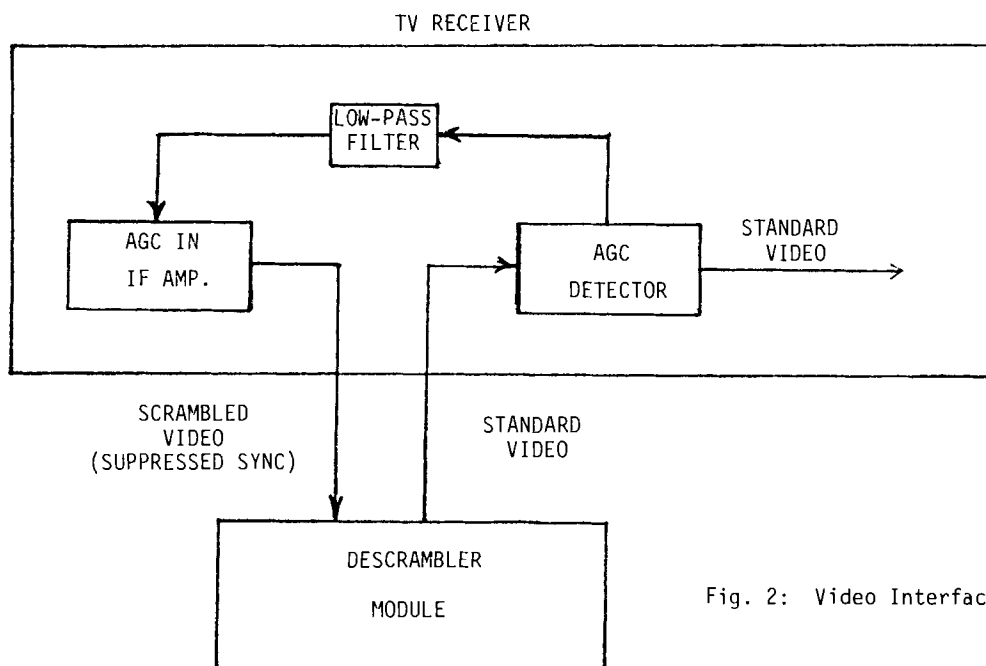 TV RECEIVER
LOW-PASS
FILTER
AGC IN
IF AMP.
AGC
DETECTOR
STANDARD
VIDEO
SCRAMBLED
VIDEO
(SUPPRESSED SYNC)
STANDARD
VIDEO
DESCRAMBLER
MODULE
Fig. 2: Video Interfac